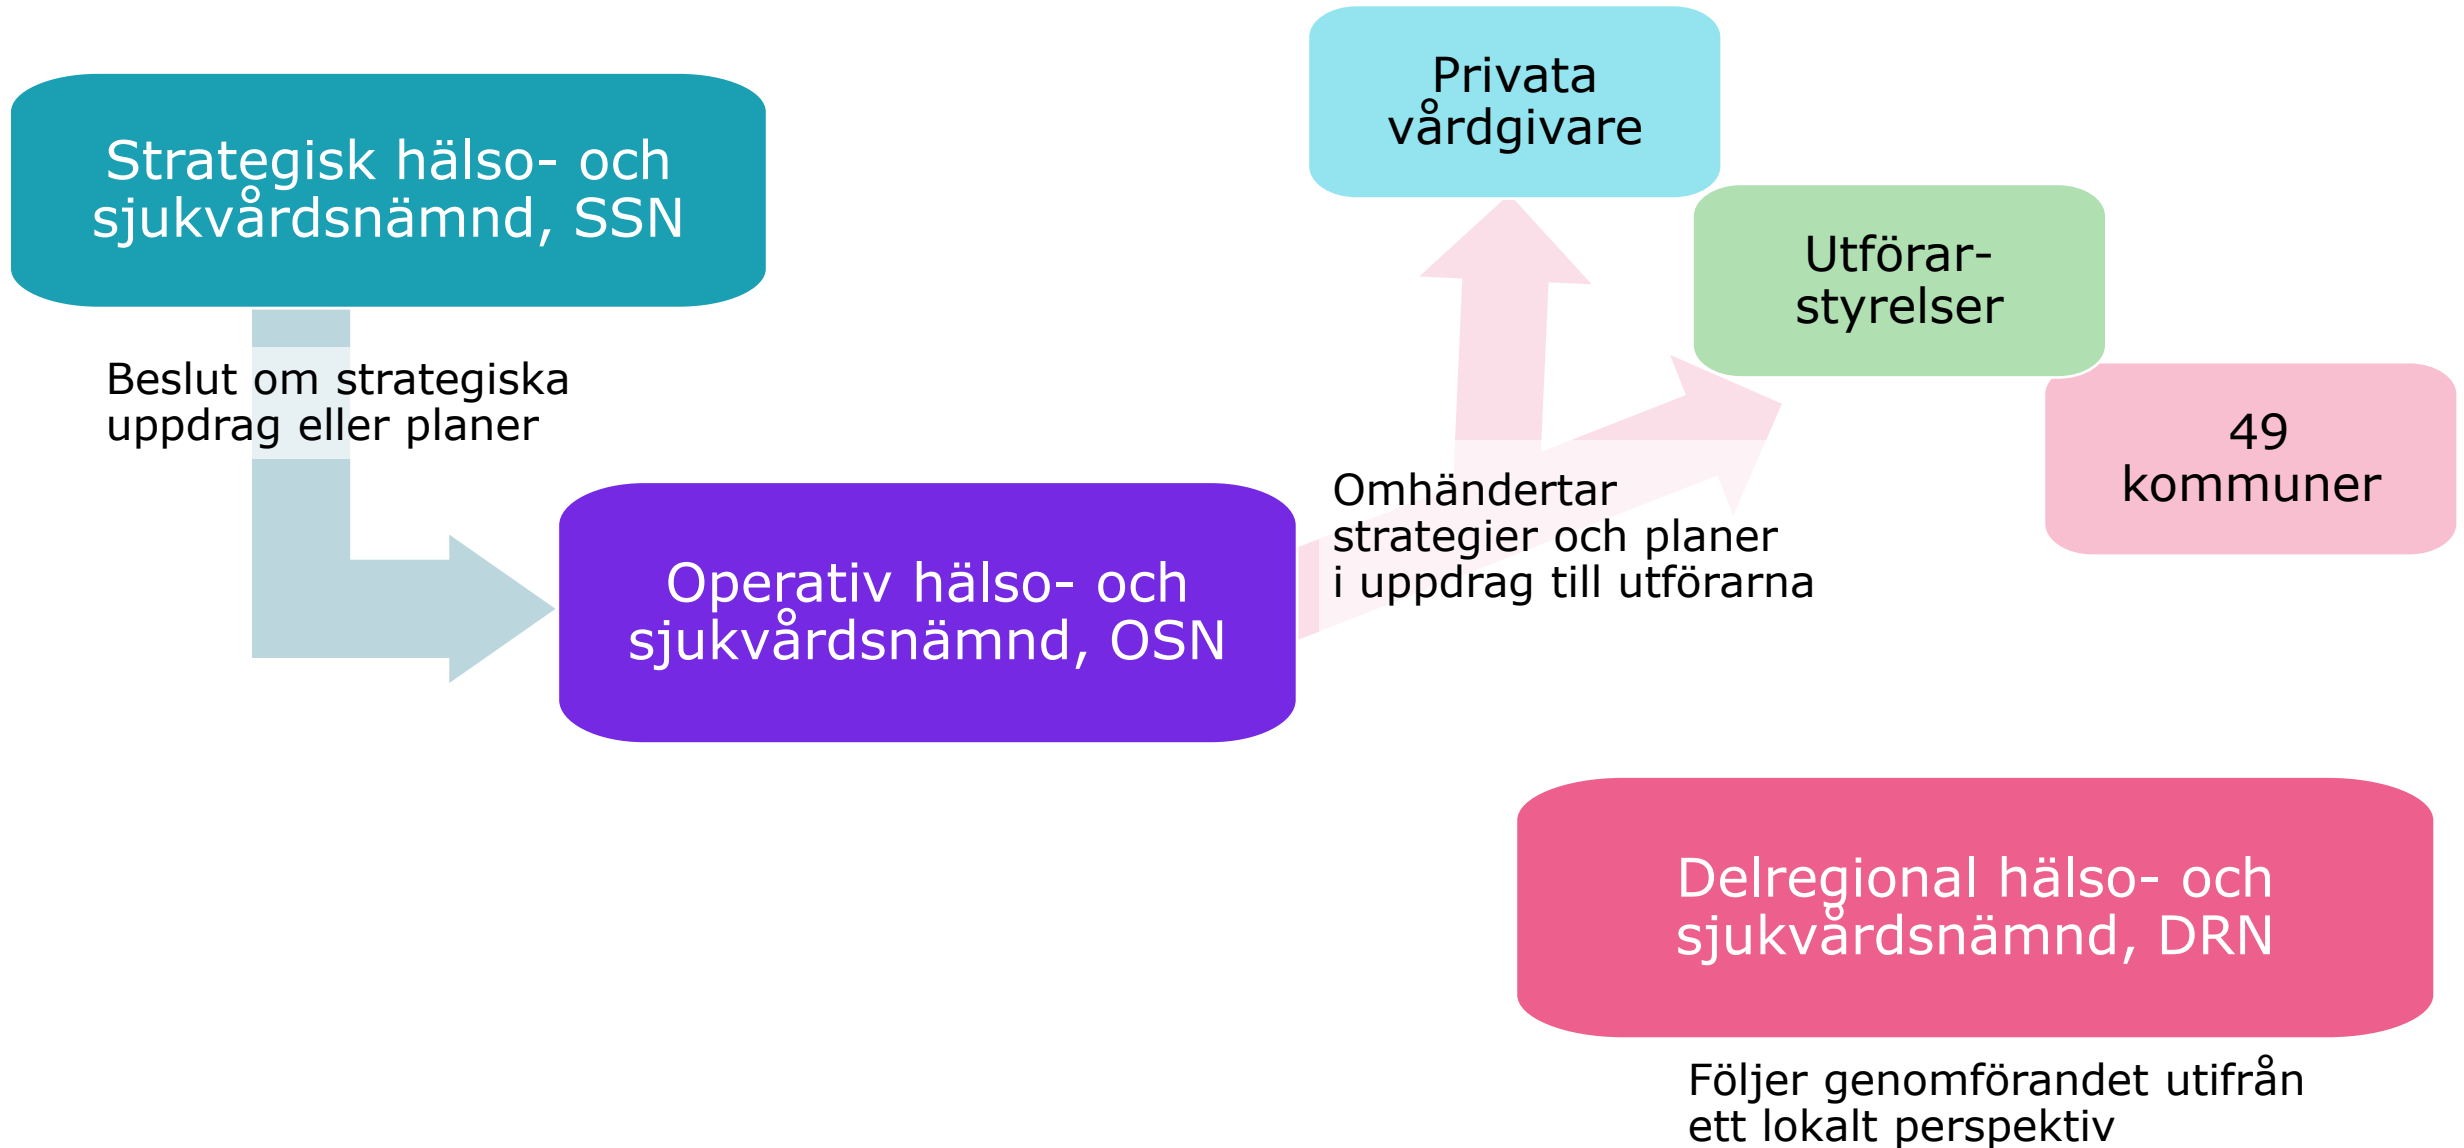 Strategisk hälso- och
sjukvårdsnämnd, SSN
Beslut om strategiska
uppdrag eller planer
Operativ hälso- och
sjukvårdsnämnd, OSN
Privata
vårdgivare
Utförar-
styrelser
49
kommuner
Omhändertar
strategier och planer
i uppdrag till utförarna
Delregional hälso- och
sjukvårdsnämnd, DRN
Följer genomförandet utifrån
ett lokalt perspektiv